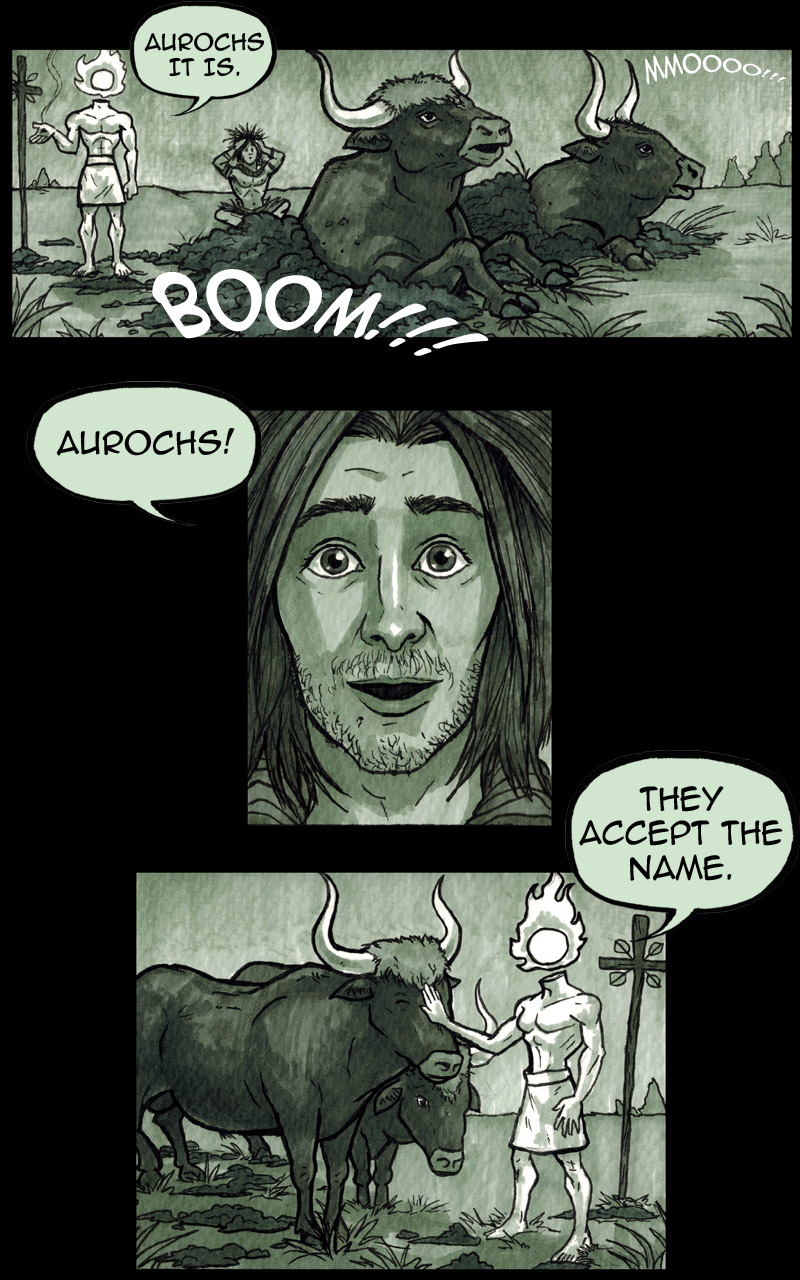 AUROCHS
IT IS.
MMOOOO!!!
BOOM!!!!
AUROCHS!
THEY
ACCEPT THE
NAME.